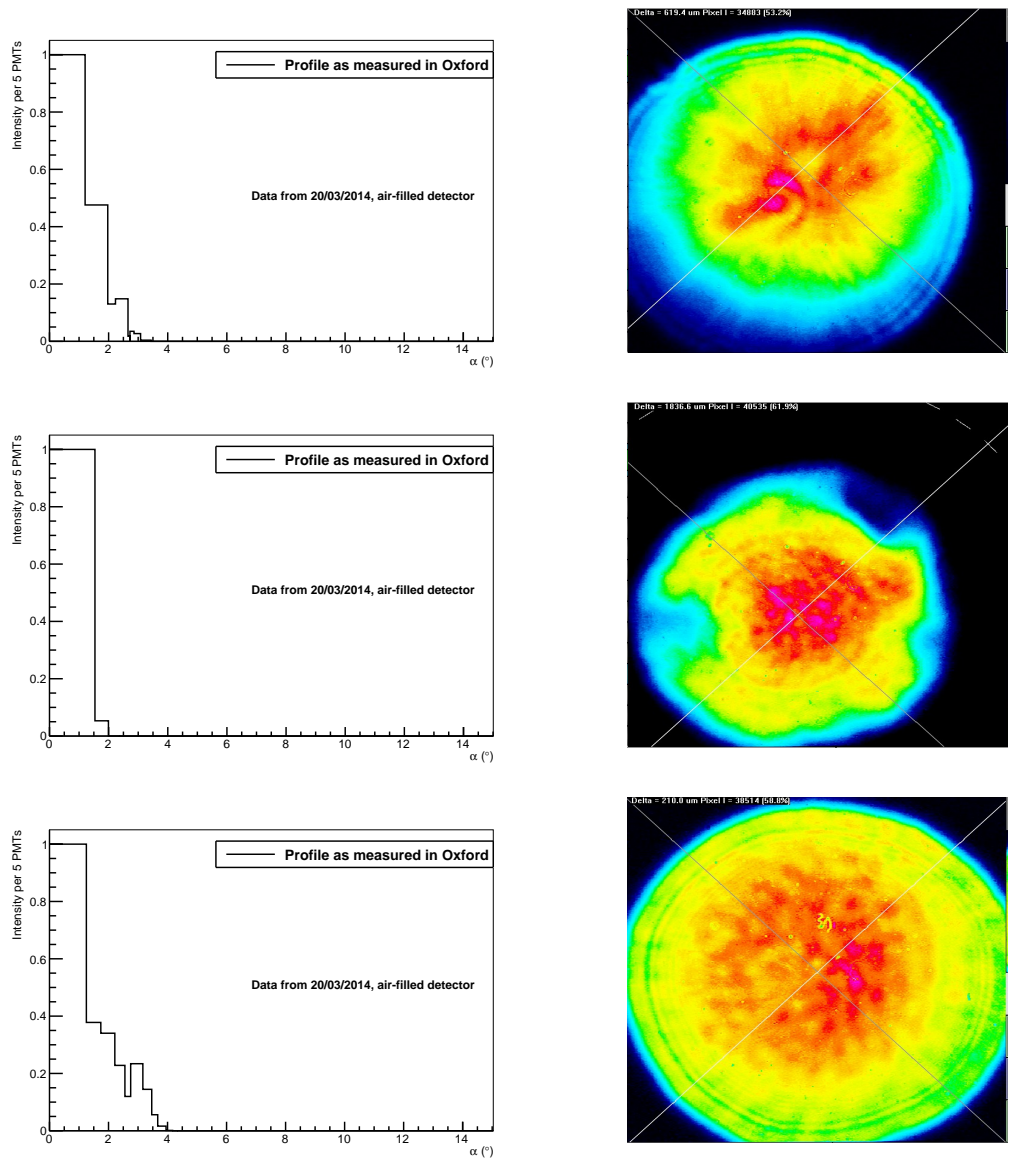 Delta = 619.4 um Pixel I = 34883 (53.2%)
Intensity per 5 PMTs
1
0.8
0.6
0.4
0.2
0
Profile as measured in Oxford
Data from 20/03/2014, air-filled detector
0 2 4 6 8 10 12 14
α (°)
Delta = 1836.6 um Pixel I = 40535 (61.9%)
Intensity per 5 PMTs
1
0.8
0.6
0.4
0.2
0
Profile as measured in Oxford
Data from 20/03/2014, air-filled detector
0 2 4 6 8 10 12 14
α (°)
Delta = 210.0 um Pixel I = 38514 (58.8%)
Intensity per 5 PMTs
1
0.8
0.6
0.4
0.2
0
Profile as measured in Oxford
Data from 20/03/2014, air-filled detector
0 2 4 6 8 10 12 14
α (°)